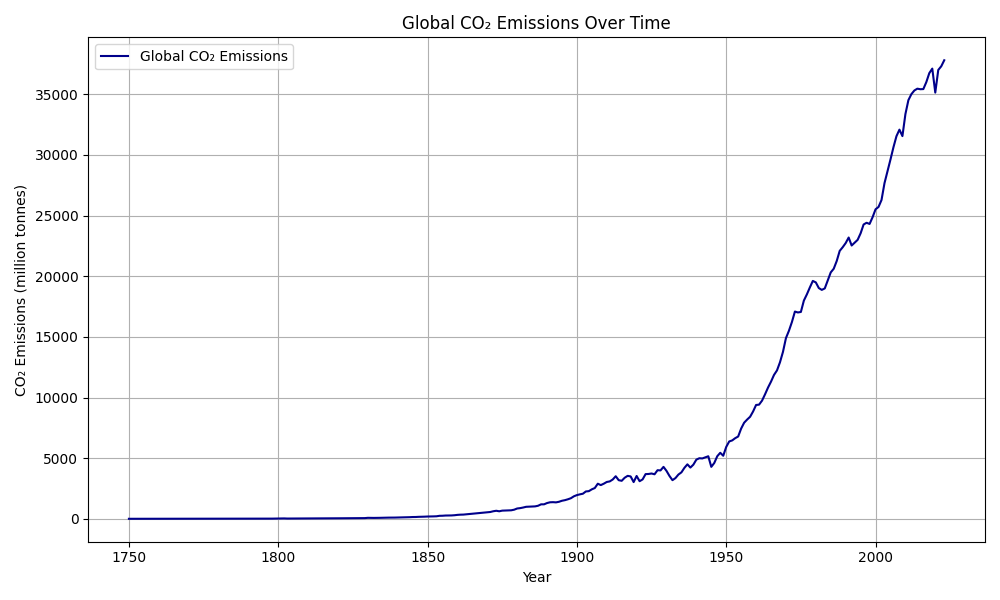 Global CO₂ Emissions Over Time
Global CO₂ Emissions
CO₂ Emissions (million tonnes)
35000
30000
25000
20000
15000
10000
5000
0
1750 1800 1850 1900 1950 2000
Year